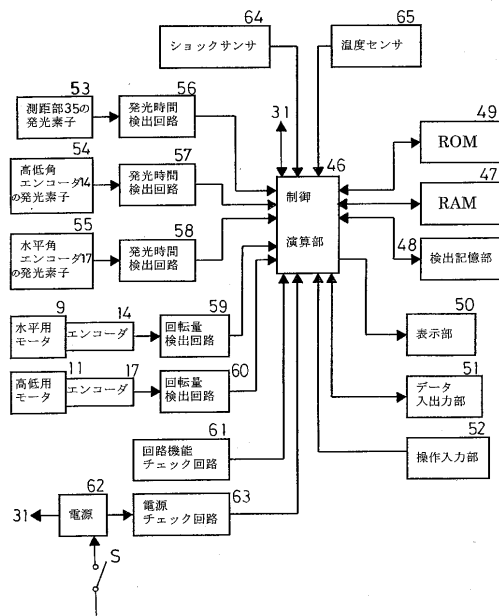 64
ショックサンサ
65
温度センサ
53
測距部35の
発光素子
56
発光時間
検出回路
54
高低角
エンコーダ14
の発光素子
57
発光時間
検出回路
55
水平角
エンコーダ17
の発光素子
58
発光時間
検出回路
9
水平用
モータ
14
エンコーダ
59
回転量
検出回路
11
高低用
モータ
17
エンコーダ
60
回転量
検出回路
61
回路機能
チェック回路
62
電源
63
電源
チェック回路
31
S
31
46
制御
演算部
49
ROM
47
RAM
48
検出記憶部
50
表示部
51
データ
入出力部
52
操作入力部